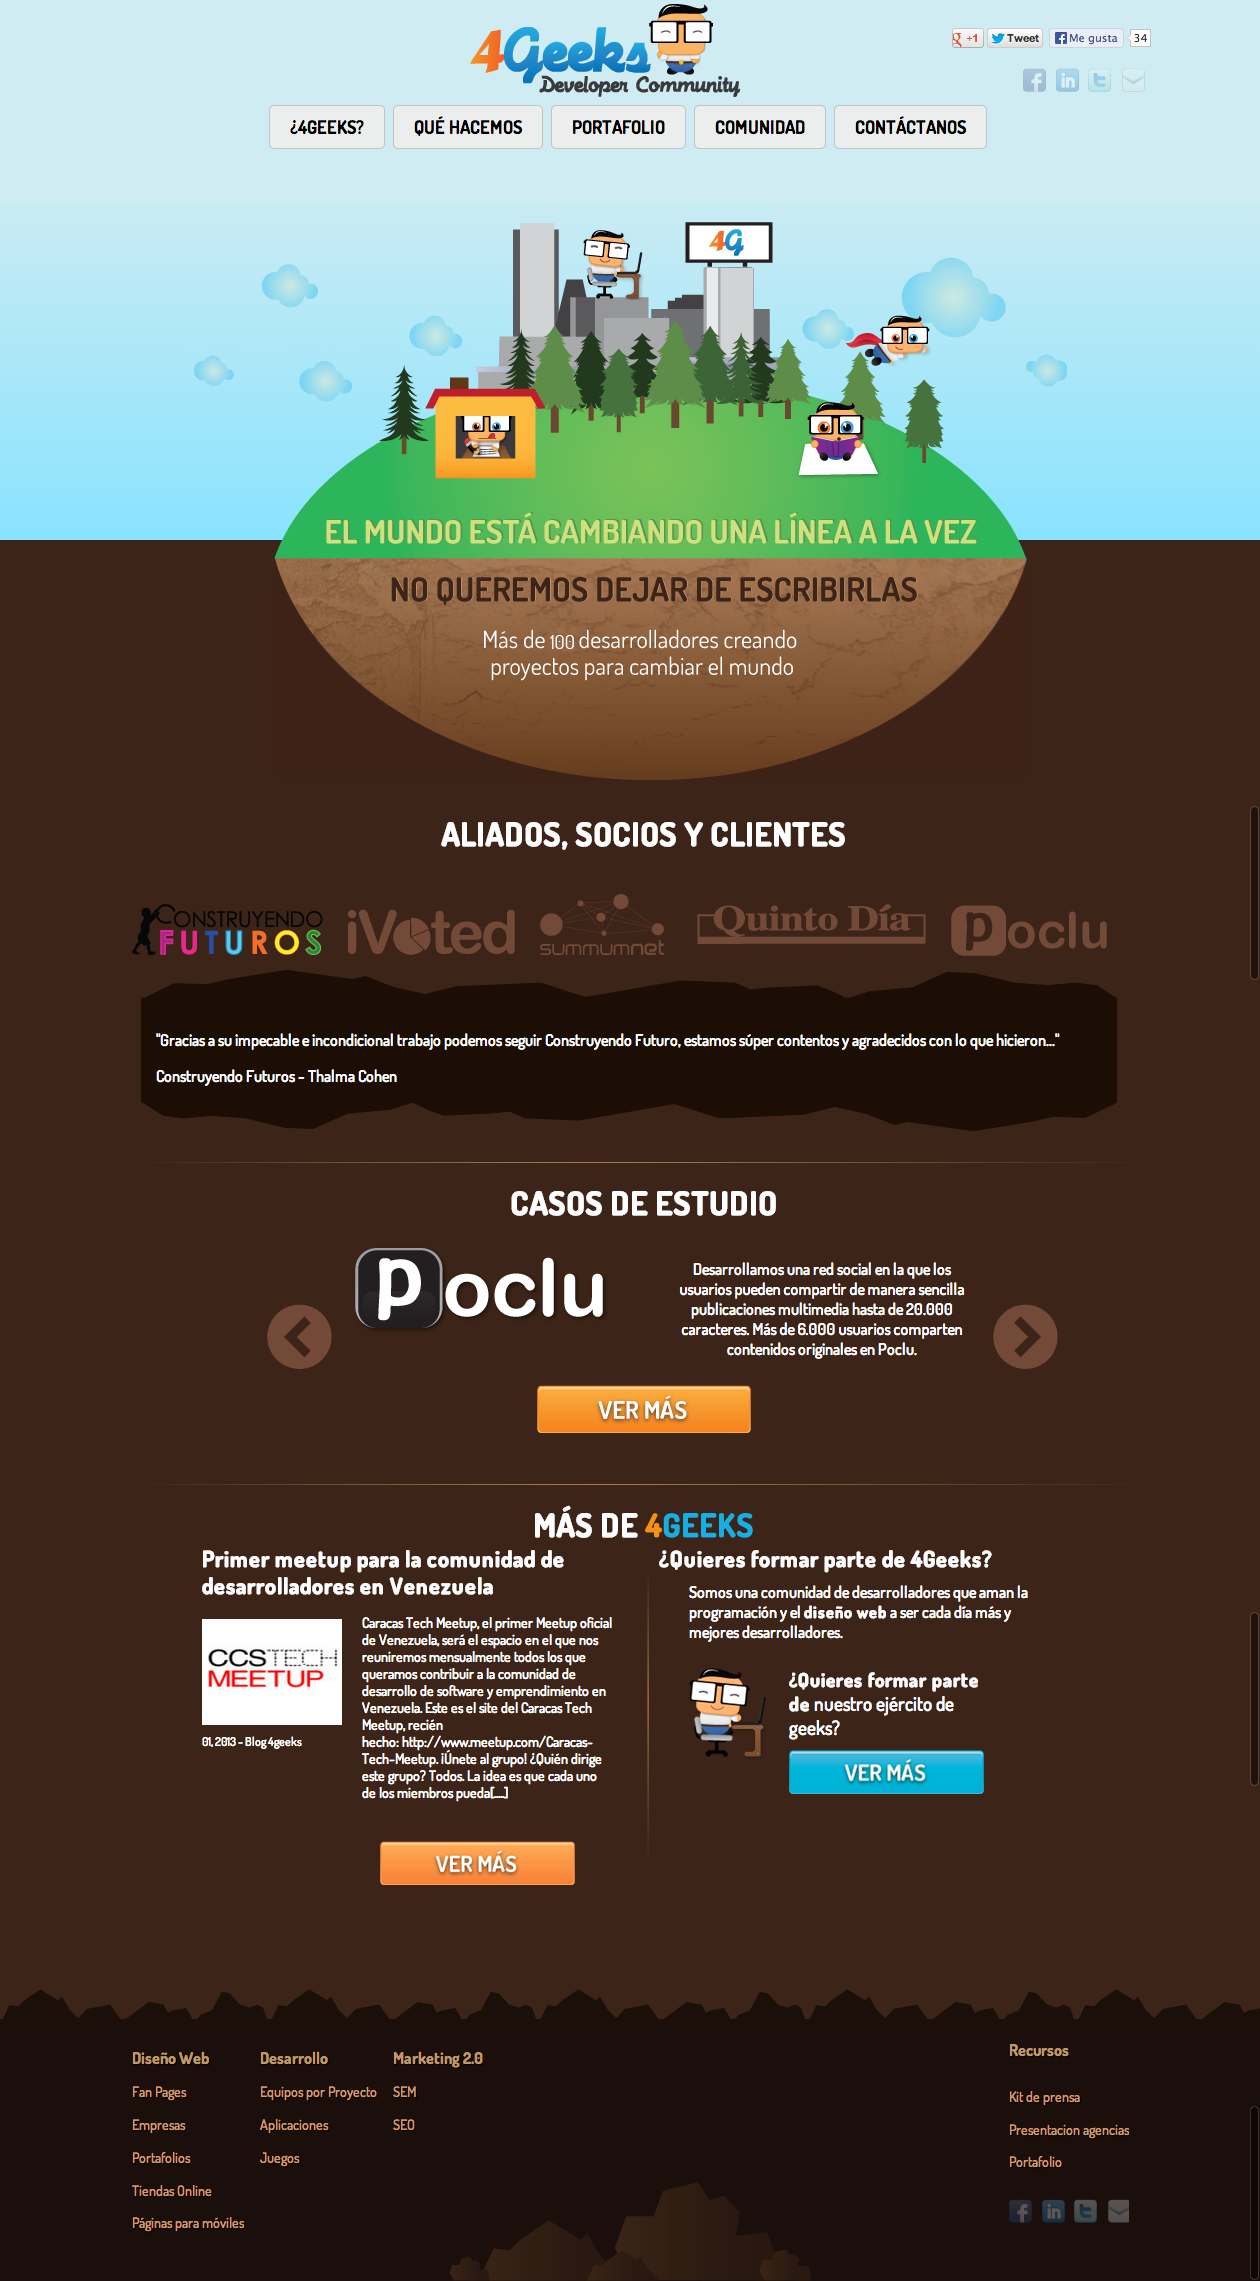 4Geeks
Developer Community
+1
Tweet
Me gusta
34
¿4GEEKS?
QUÉ HACEMOS
PORTAFOLIO
COMUNIDAD
CONTÁCTANOS
4G
EL MUNDO ESTÁ CAMBIANDO UNA LÍNEA A LA VEZ
NO QUEREMOS DEJAR DE ESCRIBIRLAS
Más de 100 desarrolladores creando
proyectos para cambiar el mundo
ALIADOS, SOCIOS Y CLIENTES
CONSTRUYENDO
FUTUROS
iVoted
summumnet
Quinto Día
poclu
"Gracias a su impecable e incondicional trabajo podemos seguir Construyendo Futuro, estamos súper contentos y agradecidos con lo que hicieron..."
Construyendo Futuros - Thalma Cohen
CASOS DE ESTUDIO
poclu
Desarrollamos una red social en la que los
usuarios pueden compartir de manera sencilla
publicaciones multimedia hasta de 20.000
caracteres. Más de 6.000 usuarios comparten
contenidos originales en Poclu.
VER MÁS
MÁS DE 4GEEKS
Primer meetup para la comunidad de
desarrolladores en Venezuela
CCSTECH
MEETUP
01, 2013 - Blog 4geeks
Caracas Tech Meetup, el primer Meetup oficial
de Venezuela, será el espacio en el que nos
reuniremos mensualmente todos los que
queramos contribuir a la comunidad de
desarrollo de software y emprendimiento en
Venezuela. Este es el site del Caracas Tech
Meetup, recién
hecho: http://www.meetup.com/Caracas-
Tech-Meetup. ¡Únete al grupo! ¿Quién dirige
este grupo? Todos. La idea es que cada uno
de los miembros pueda[...]
VER MÁS
¿Quieres formar parte de 4Geeks?
Somos una comunidad de desarrolladores que aman la
programación y el diseño web a ser cada día más y
mejores desarrolladores.
¿Quieres formar parte
de nuestro ejército de
geeks?
VER MÁS
Diseño Web
Fan Pages
Empresas
Portafolios
Tiendas Online
Páginas para móviles
Desarrollo
Equipos por Proyecto
Aplicaciones
Juegos
Marketing 2.0
SEM
SEO
Recursos
Kit de prensa
Presentacion agencias
Portafolio